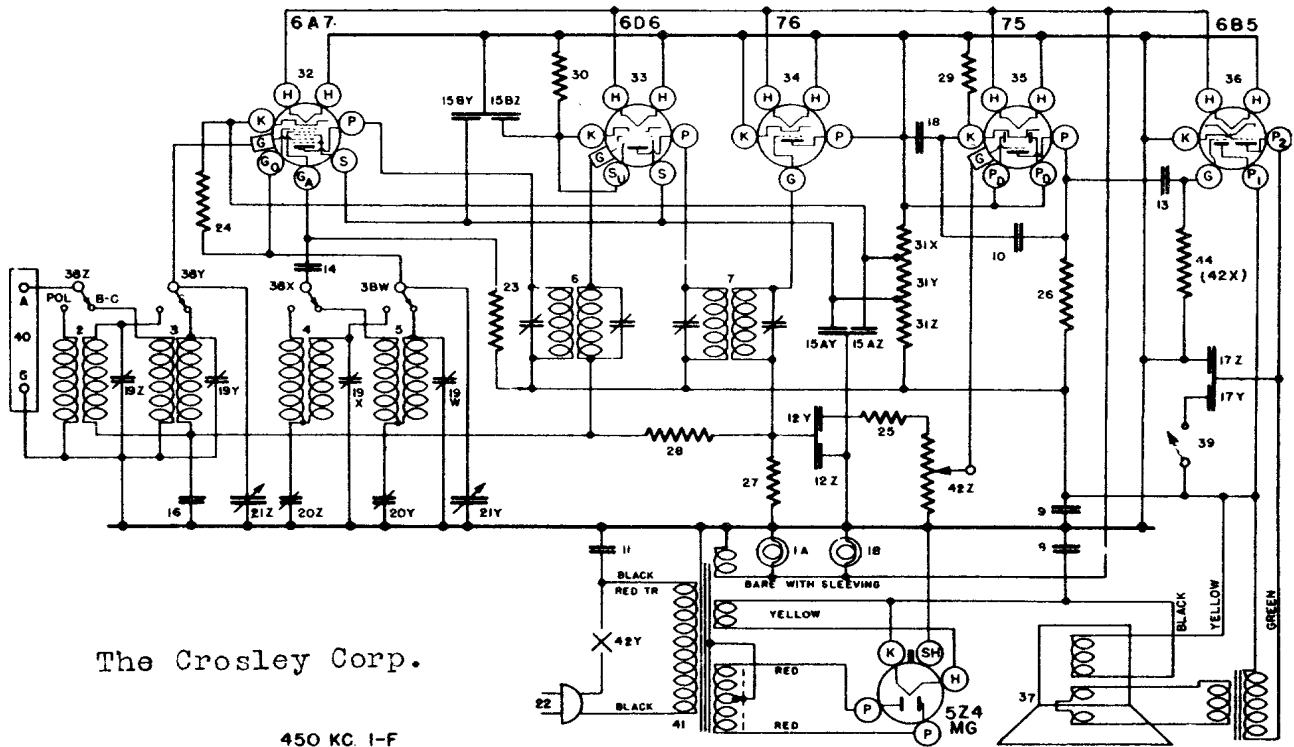 6A7 6D6 76 75 6B5
32 30 33 34 29 35 36
H H H H H H H H H H
15BY 15BZ 18
K P K P K P K P K P2
G G G
GO GA S SU S G PD PD G P1
24 14 13
31X
31Y
31Z
10
44
(42X)
38Z 38Y 38X 38W 23 6 7 26
A POL B-C
40
G
2 3 4 5
15AY 15AZ
17Z
17Y
19Z 19Y 19X 19W
12Y 25 39
28 12Z 42Z
27
16 21Z 20Z 20Y 21Y
9
11 1A 1B 9
BLACK BARE WITH SLEEVING
RED TR
YELLOW
BLACK YELLOW GREEN
42Y
K SH H
RED
The Crosley Corp.
22 BLACK 41 P 5Z4
MG
37
RED P
450 KC. I-F